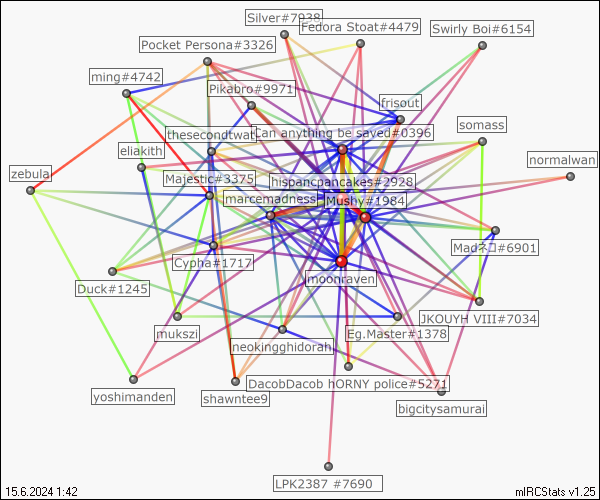 Silver#7938
Fedora Stoat#4479
Swirly Boi#6154
Pocket Persona#3326
ming#4742
Pikabro#9971
frisout
thesecondtwat
Can anything be sayed#0396
somass
eliakith
normalwan
zebula
Majestic#3375
hispancpancakes#2928
marcemadness
Mushy#1984
Madネコ#6901
Cypha#1717
moonraven
Duck#1245
JKOUYH VIII#7034
mukszi
Eg.Master#1378
neokingghidorah
DacobDacob hORNY police#5271
yoshimanden
shawntee9
bigcitysamurai
LPK2387 #7690
15.6.2024 1:42
mIRCStats v1.25